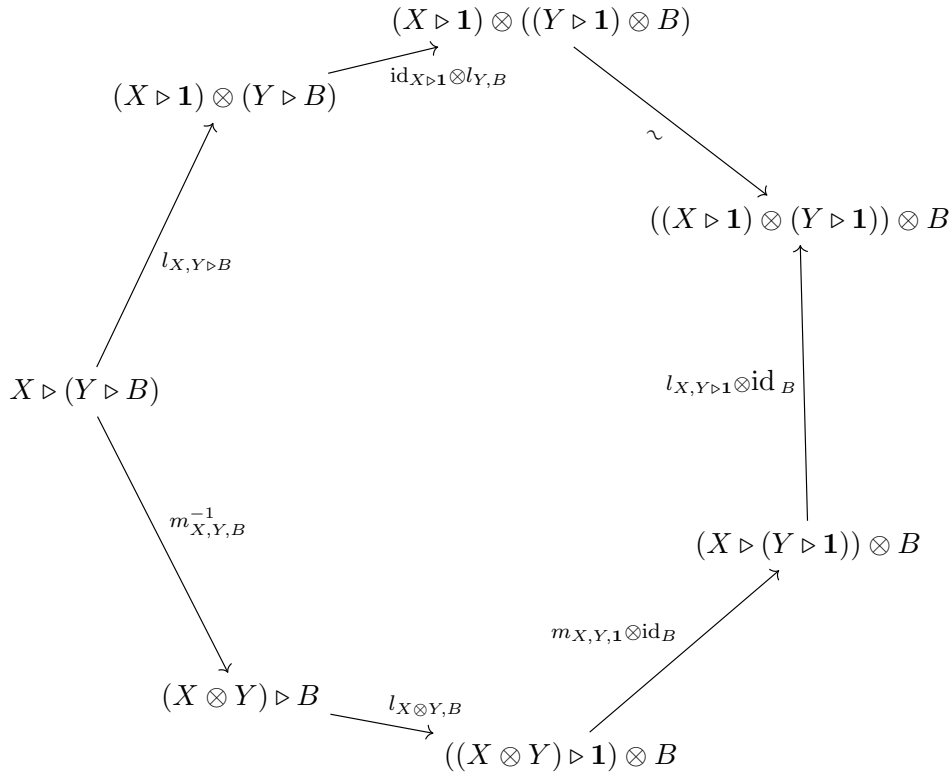 (X ▹ 𝟏) ⊗ ((Y ▹ 𝟏) ⊗ B)
id_{X▹𝟏}⊗l_{Y,B}
(X ▹ 𝟏) ⊗ (Y ▹ B)
∼
((X ▹ 𝟏) ⊗ (Y ▹ 𝟏)) ⊗ B
l_{X,Y▹B}
X ▹ (Y ▹ B)
l_{X,Y▹𝟏}⊗id_B
m^{-1}_{X,Y,B}
(X ▹ (Y ▹ 𝟏)) ⊗ B
m_{X,Y,𝟏}⊗id_B
(X ⊗ Y) ▹ B
l_{X⊗Y,B}
((X ⊗ Y) ▹ 𝟏) ⊗ B